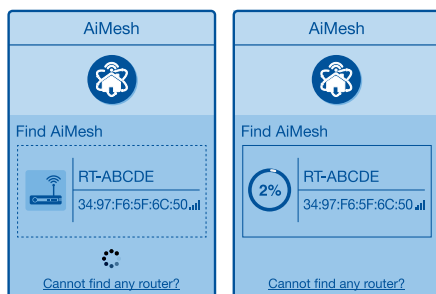 AiMesh
Find AiMesh
RT-ABCDE
34:97:F6:5F:6C:50
Cannot find any router?
AiMesh
Find AiMesh
2%
RT-ABCDE
34:97:F6:5F:6C:50
Cannot find any router?